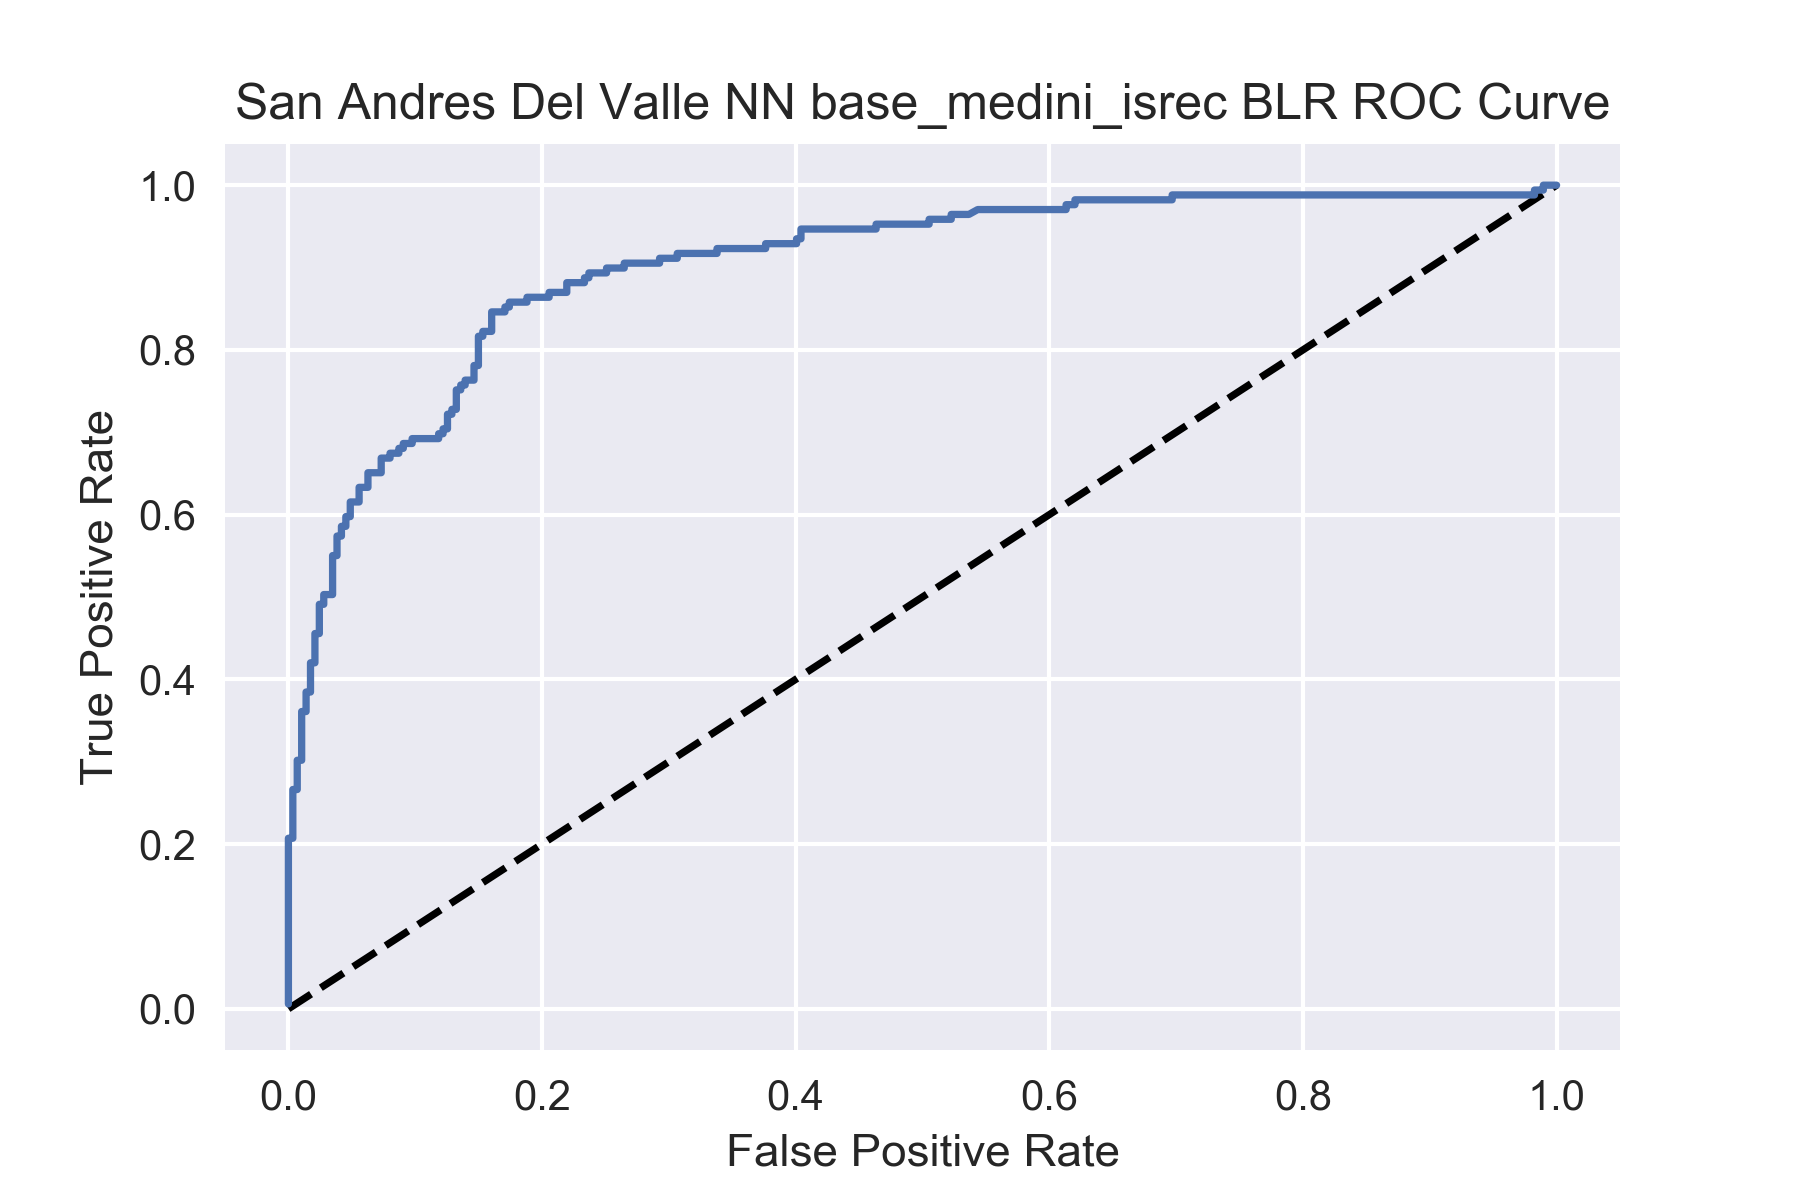 San Andres Del Valle NN base_medini_isrec BLR ROC Curve
1.0
0.8
0.6
0.4
0.2
0.0
True Positive Rate
0.0 0.2 0.4 0.6 0.8 1.0
False Positive Rate